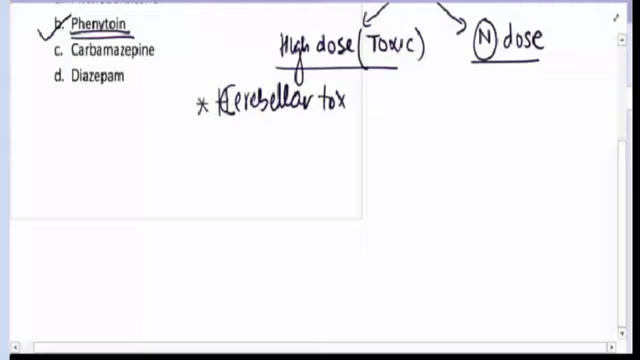 b. Phenytoin
c. Carbamazepine
d. Diazepam
High dose (Toxic)
N dose
* Cerebellar tox